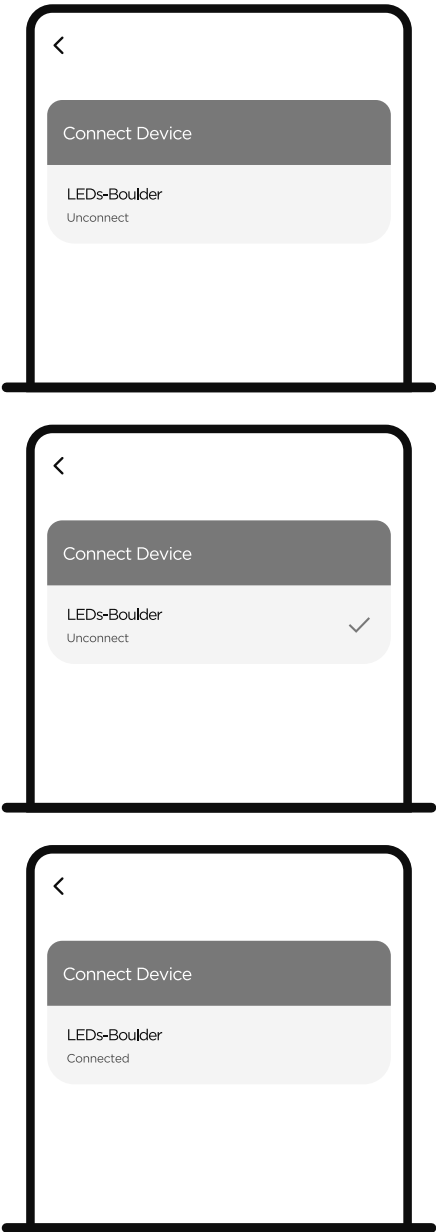 Connect Device
LEDs-Boulder
Unconnect
Connect Device
LEDs-Boulder
Unconnect
Connect Device
LEDs-Boulder
Connected